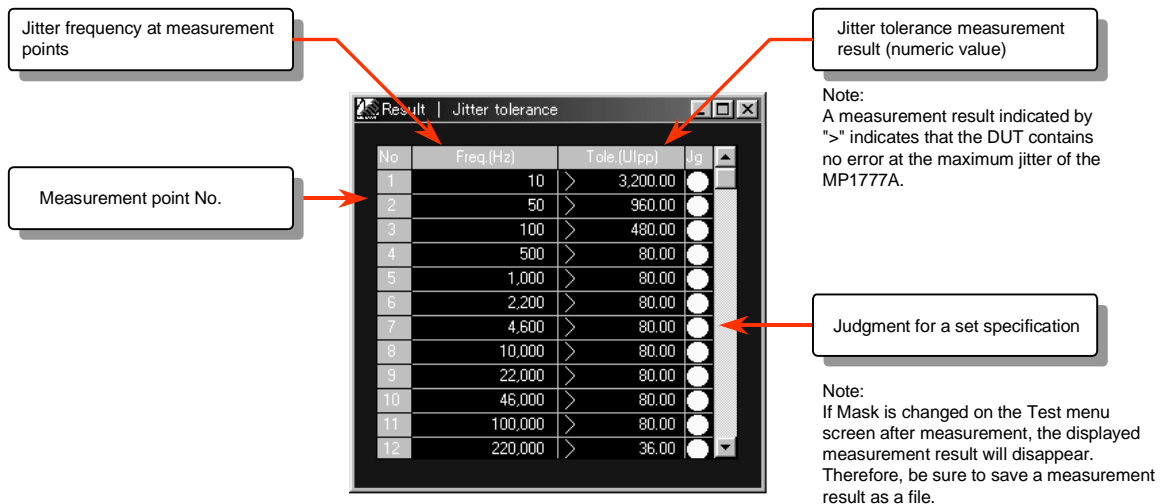 Jitter frequency at measurement
points
Jitter tolerance measurement
result (numeric value)
Note:
A measurement result indicated by
">" indicates that the DUT contains
no error at the maximum jitter of the
MP1777A.
Measurement point No.
Result | Jitter tolerance
No Freq.(Hz) Tole.(UIpp) Jg
1 10 > 3,200.00
2 50 > 960.00
3 100 > 480.00
4 500 > 80.00
5 1,000 > 80.00
6 2,200 > 80.00
7 4,600 > 80.00
8 10,000 > 80.00
9 22,000 > 80.00
10 46,000 > 80.00
11 100,000 > 80.00
12 220,000 > 36.00
Judgment for a set specification
Note:
If Mask is changed on the Test menu
screen after measurement, the displayed
measurement result will disappear.
Therefore, be sure to save a measurement
result as a file.